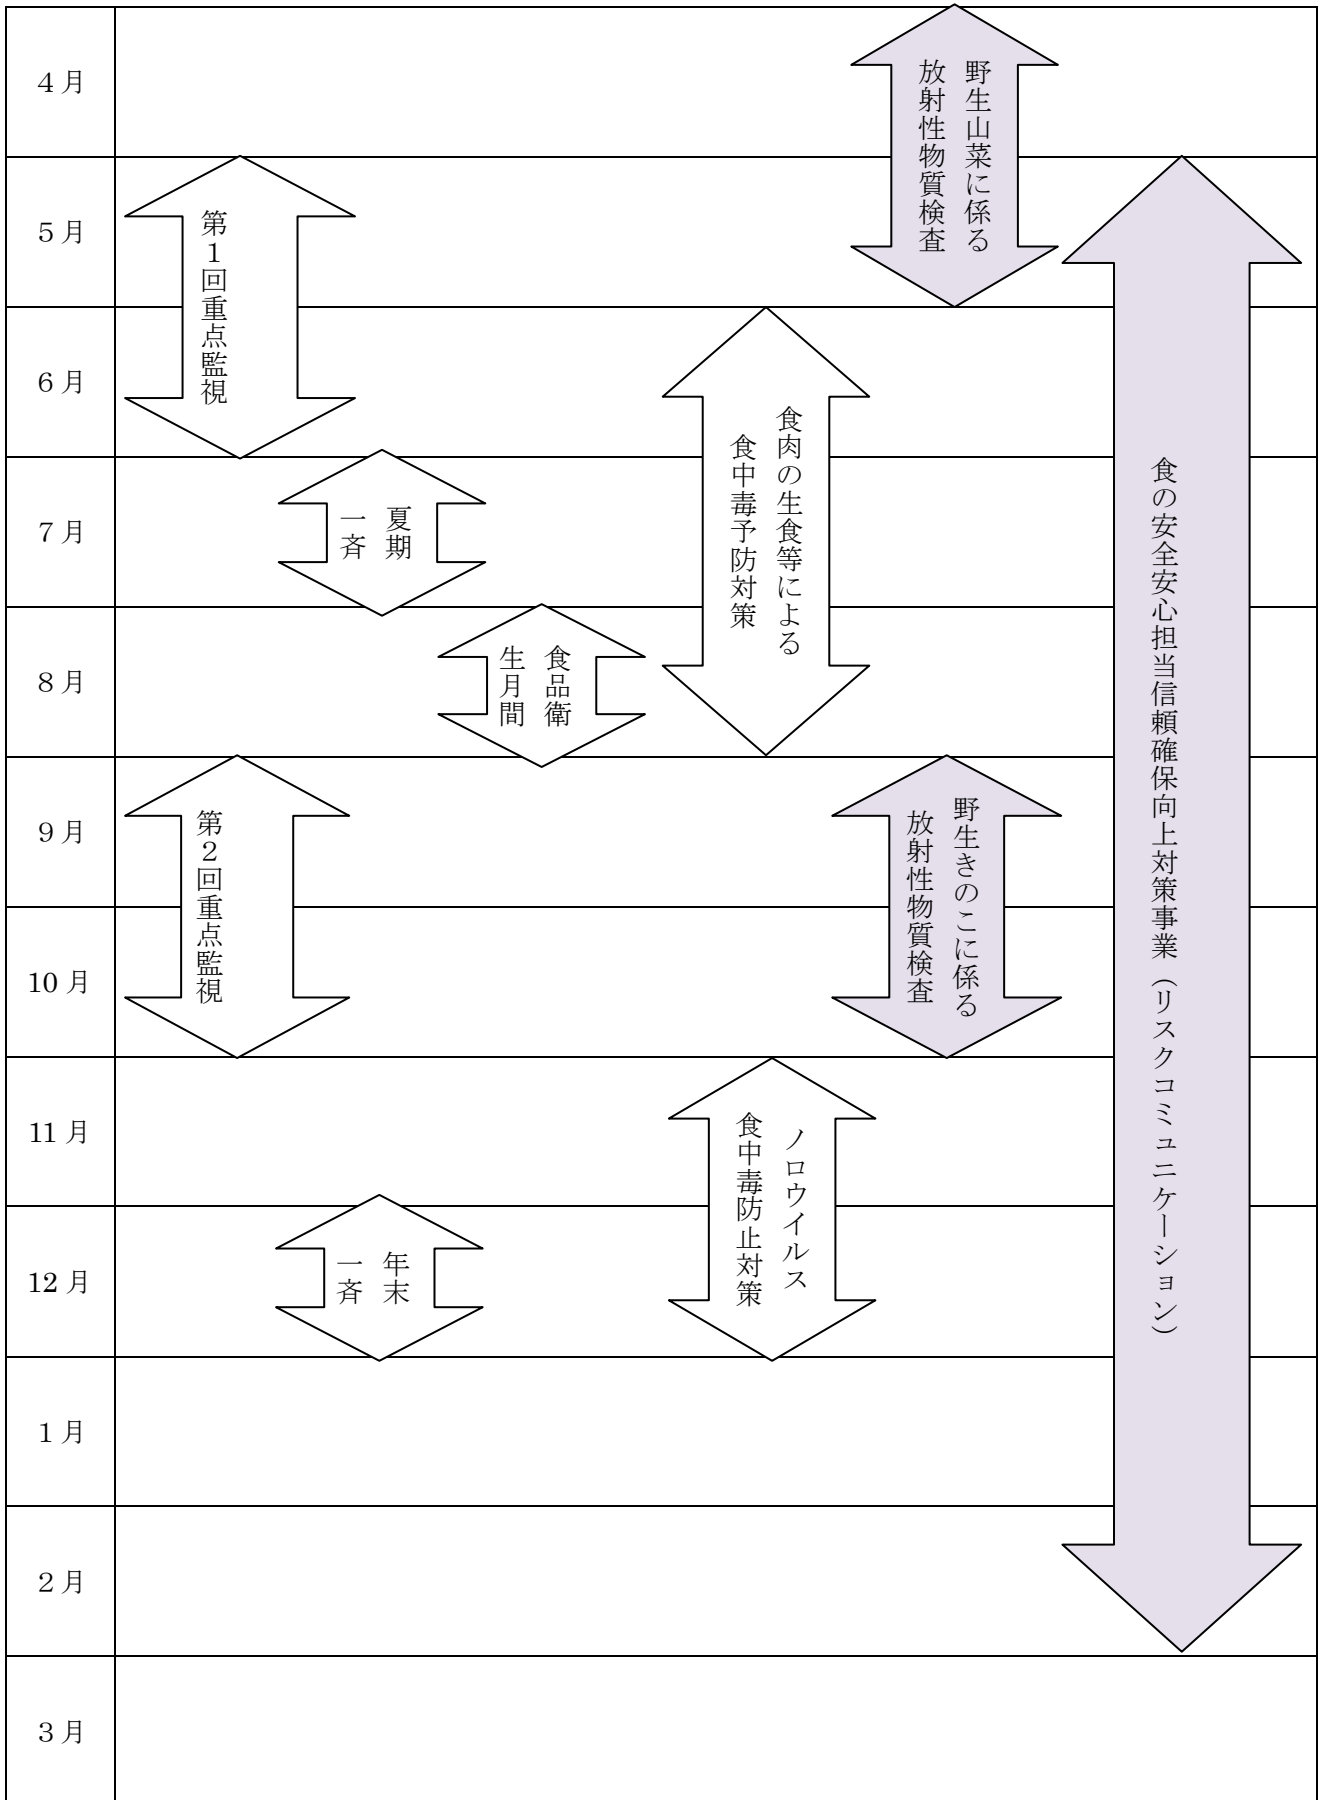 4月
野生山菜に係る
放射性物質検査
5月
第1回重点監視
6月
食肉の生食等による
食中毒予防対策
食の安全安心担当信頼確保向上対策事業（リスクコミュニケーション）
7月
夏期
一斉
8月
食品衛
生月間
9月
第2回重点監視
野生きのこに係る
放射性物質検査
10月
11月
ノロウイルス
食中毒防止対策
12月
年末
一斉
1月
2月
3月